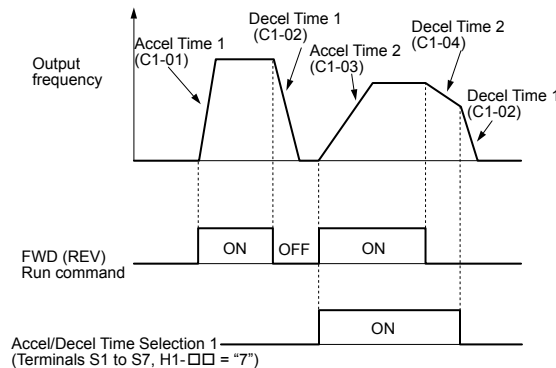 Output
frequency
Accel Time 1
(C1-01)
Decel Time 1
(C1-02)
Accel Time 2
(C1-03)
Decel Time 2
(C1-04)
Decel Time 1
(C1-02)
FWD (REV)
Run command
ON
OFF
ON
Accel/Decel Time Selection 1
(Terminals S1 to S7, H1-□□ = “7”)
ON